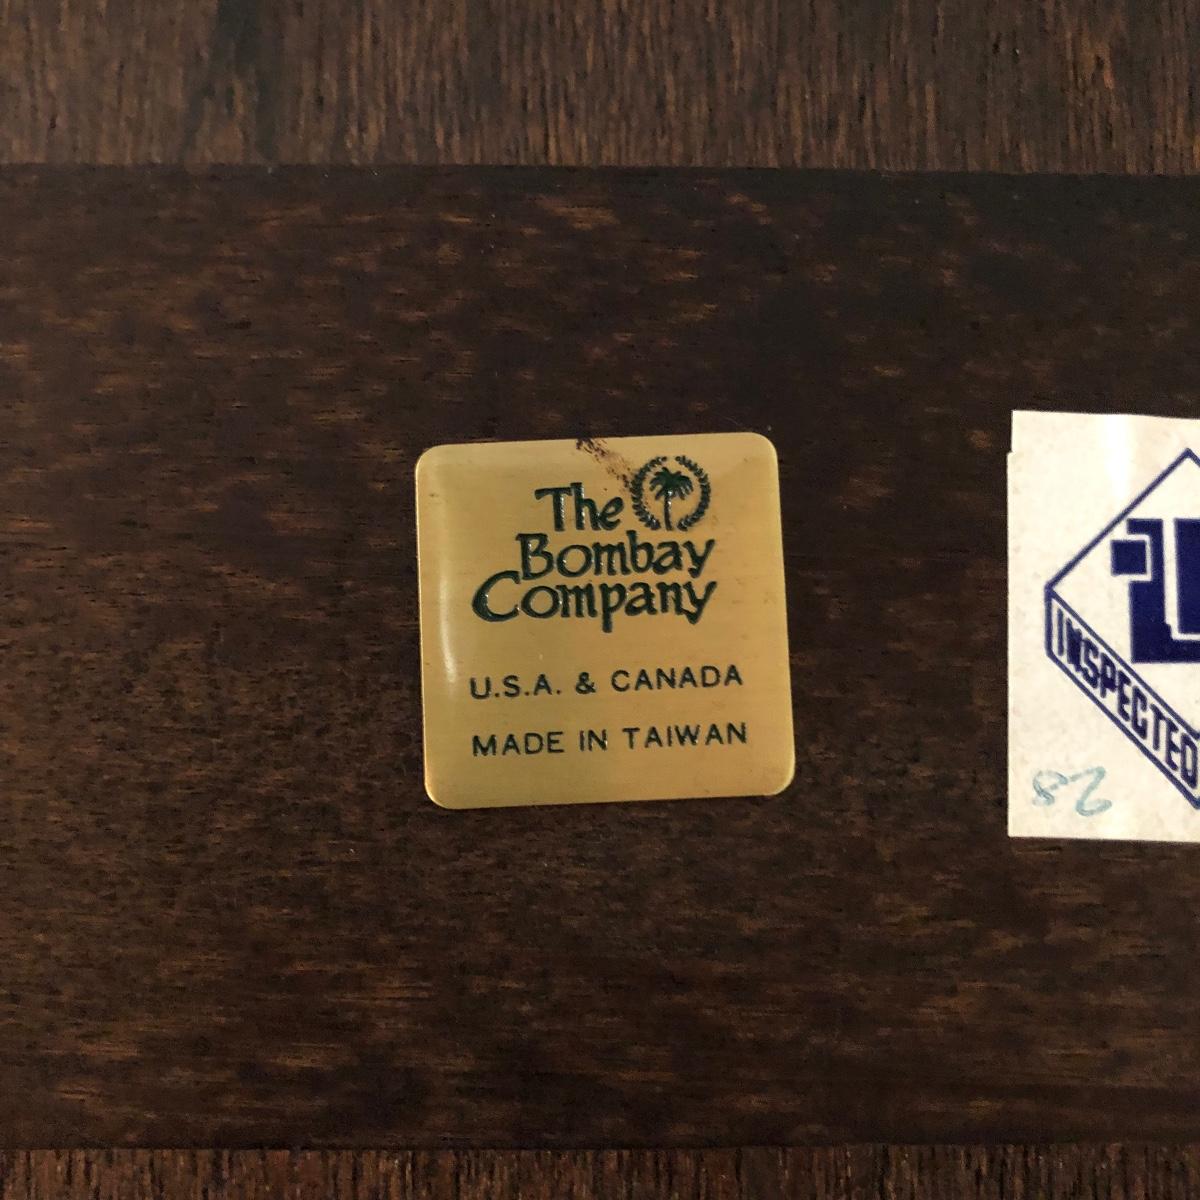 The
Bombay
Company
U.S.A. & CANADA
MADE IN TAIWAN
INSPECTED